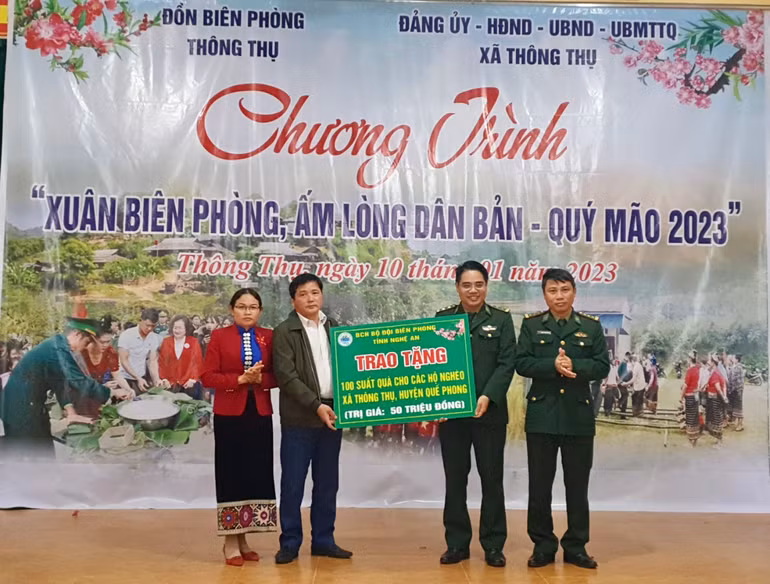 ĐỒN BIÊN PHÒNG
THÔNG THỤ
ĐẢNG ỦY - HĐND - UBND - UBMTTQ
XÃ THÔNG THỤ
Chương Trình
“XUÂN BIÊN PHÒNG, ẤM LÒNG DÂN BẢN - QUÝ MÃO 2023”
Thông Thụ, ngày 10 thán 01 năm 2023
BCH BỘ ĐỘI BIÊN PHÒNG
TỈNH NGHỆ AN
TRAO TẶNG
100 SUẤT QUÀ CHO CÁC HỘ NGHÈO
XÃ THÔNG THỤ, HUYỆN QUẾ PHONG
(TRỊ GIÁ: 50 TRIỆU ĐỒNG)